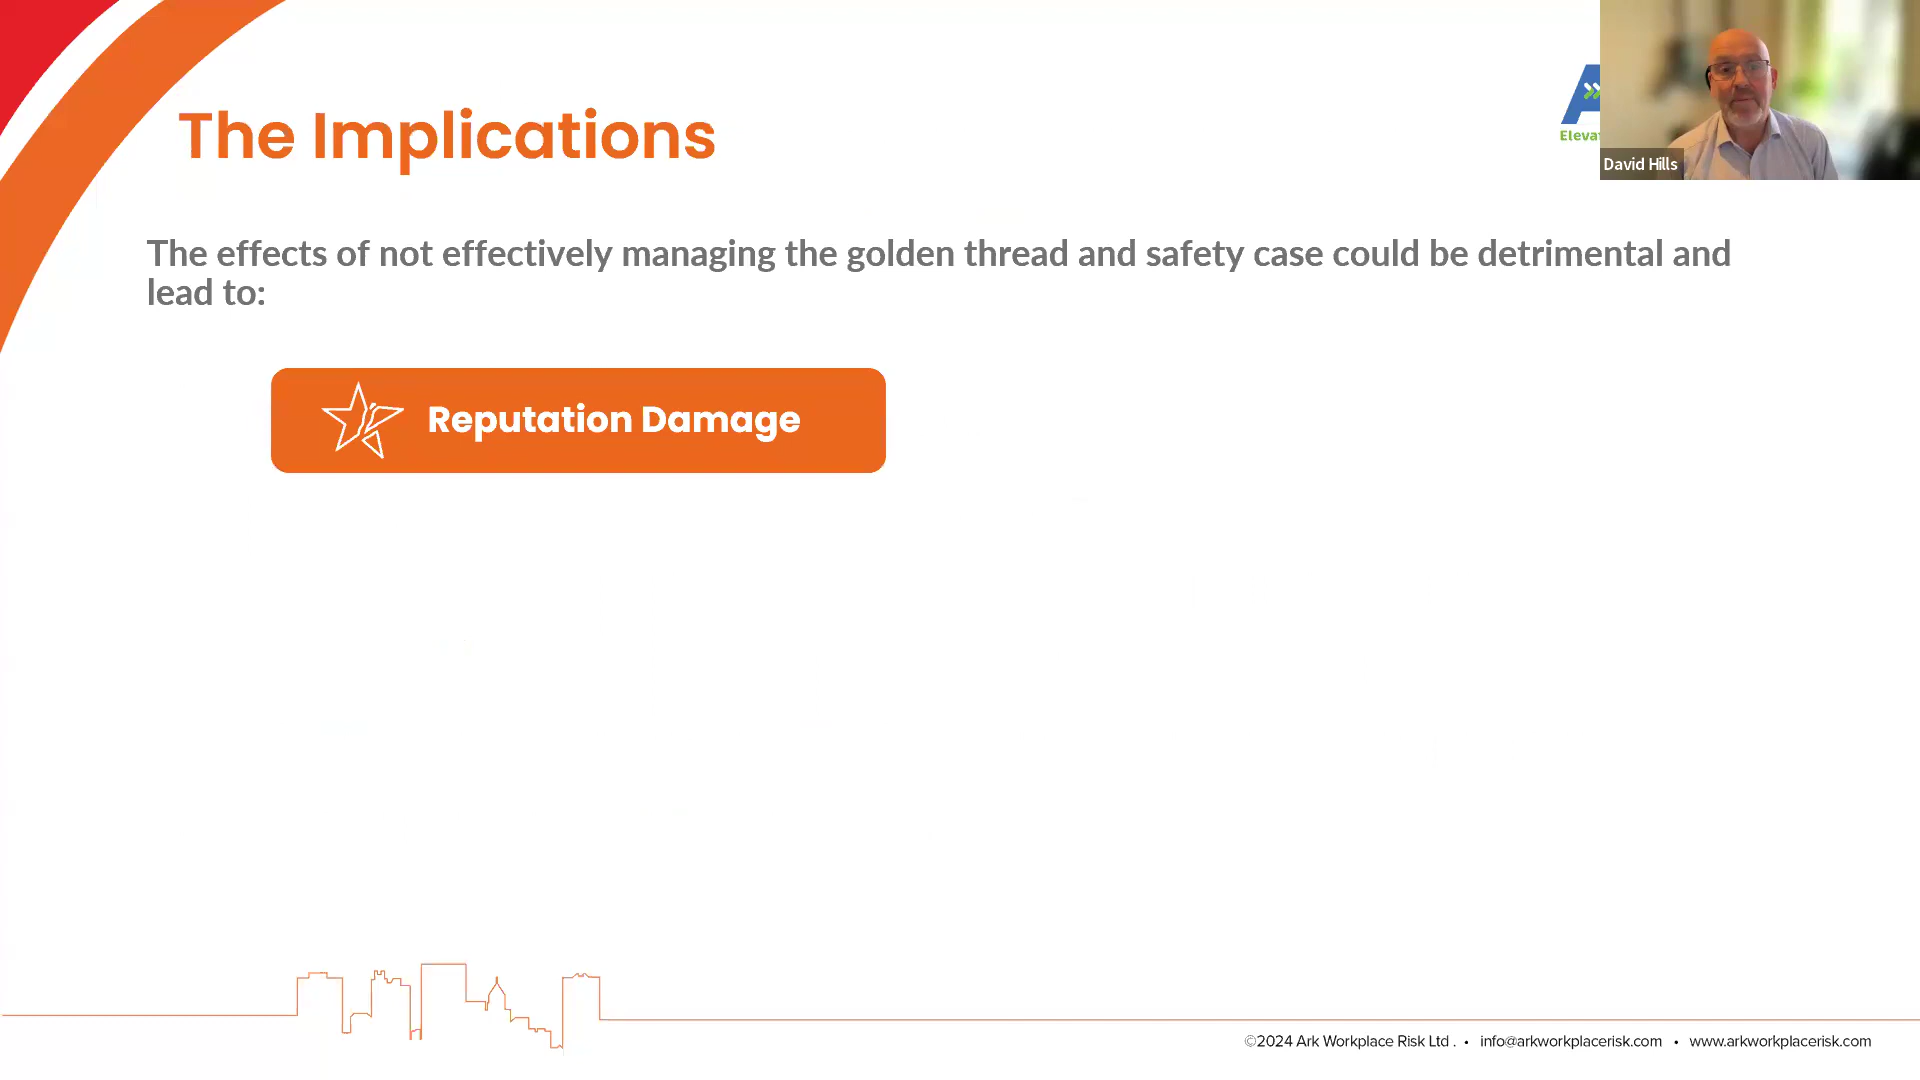 The Implications
Elevat
David Hills
The effects of not effectively managing the golden thread and safety case could be detrimental and
lead to:
Reputation Damage
©2024 Ark Workplace Risk Ltd . • info@arkworkplacerisk.com • www.arkworkplacerisk.com